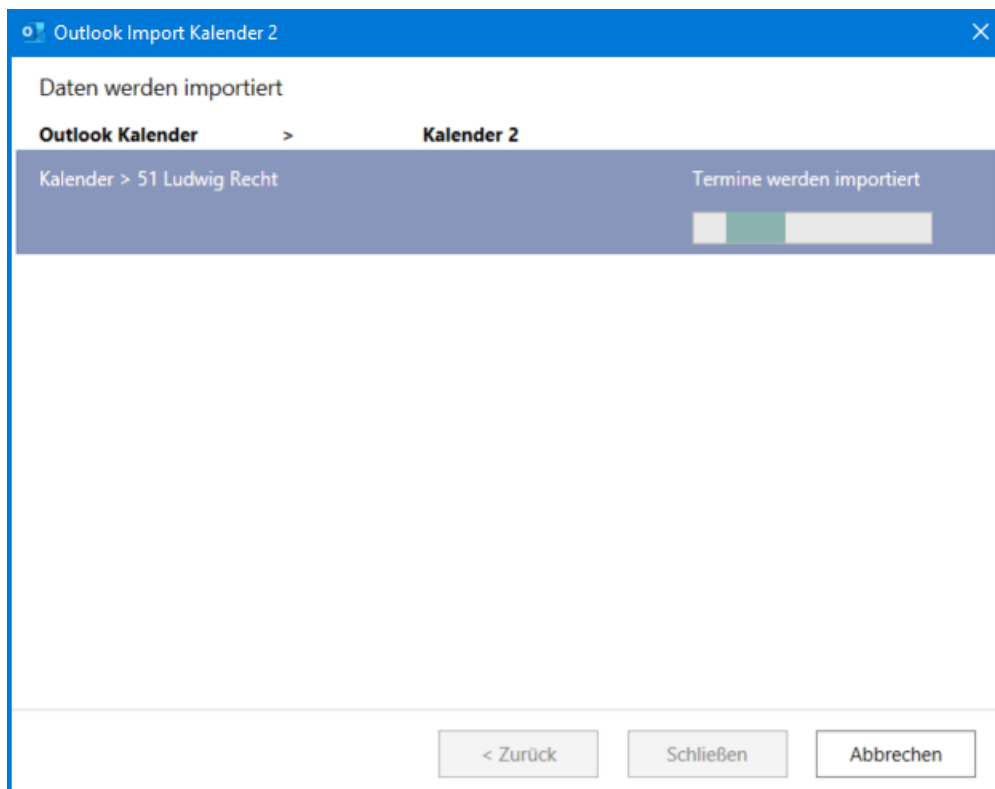 Outlook Import Kalender 2
Daten werden importiert
Outlook Kalender > Kalender 2
Kalender > 51 Ludwig Recht Termine werden importiert
< Zurück Schließen Abbrechen